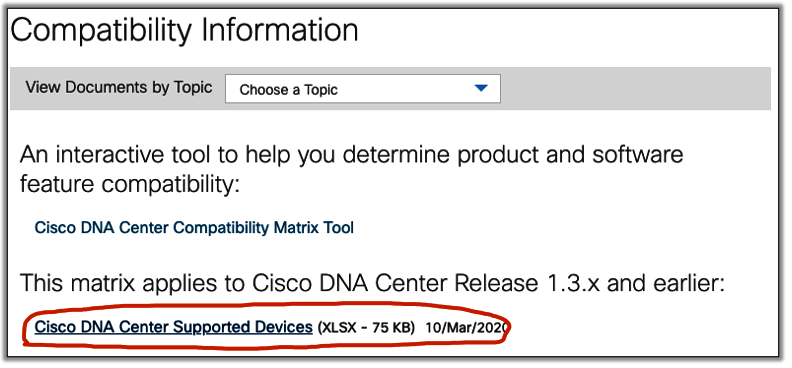 Compatibility Information
View Documents by Topic Choose a Topic
An interactive tool to help you determine product and software
feature compatibility:
Cisco DNA Center Compatibility Matrix Tool
This matrix applies to Cisco DNA Center Release 1.3.x and earlier:
Cisco DNA Center Supported Devices (XLSX - 75 KB) 10/Mar/2020